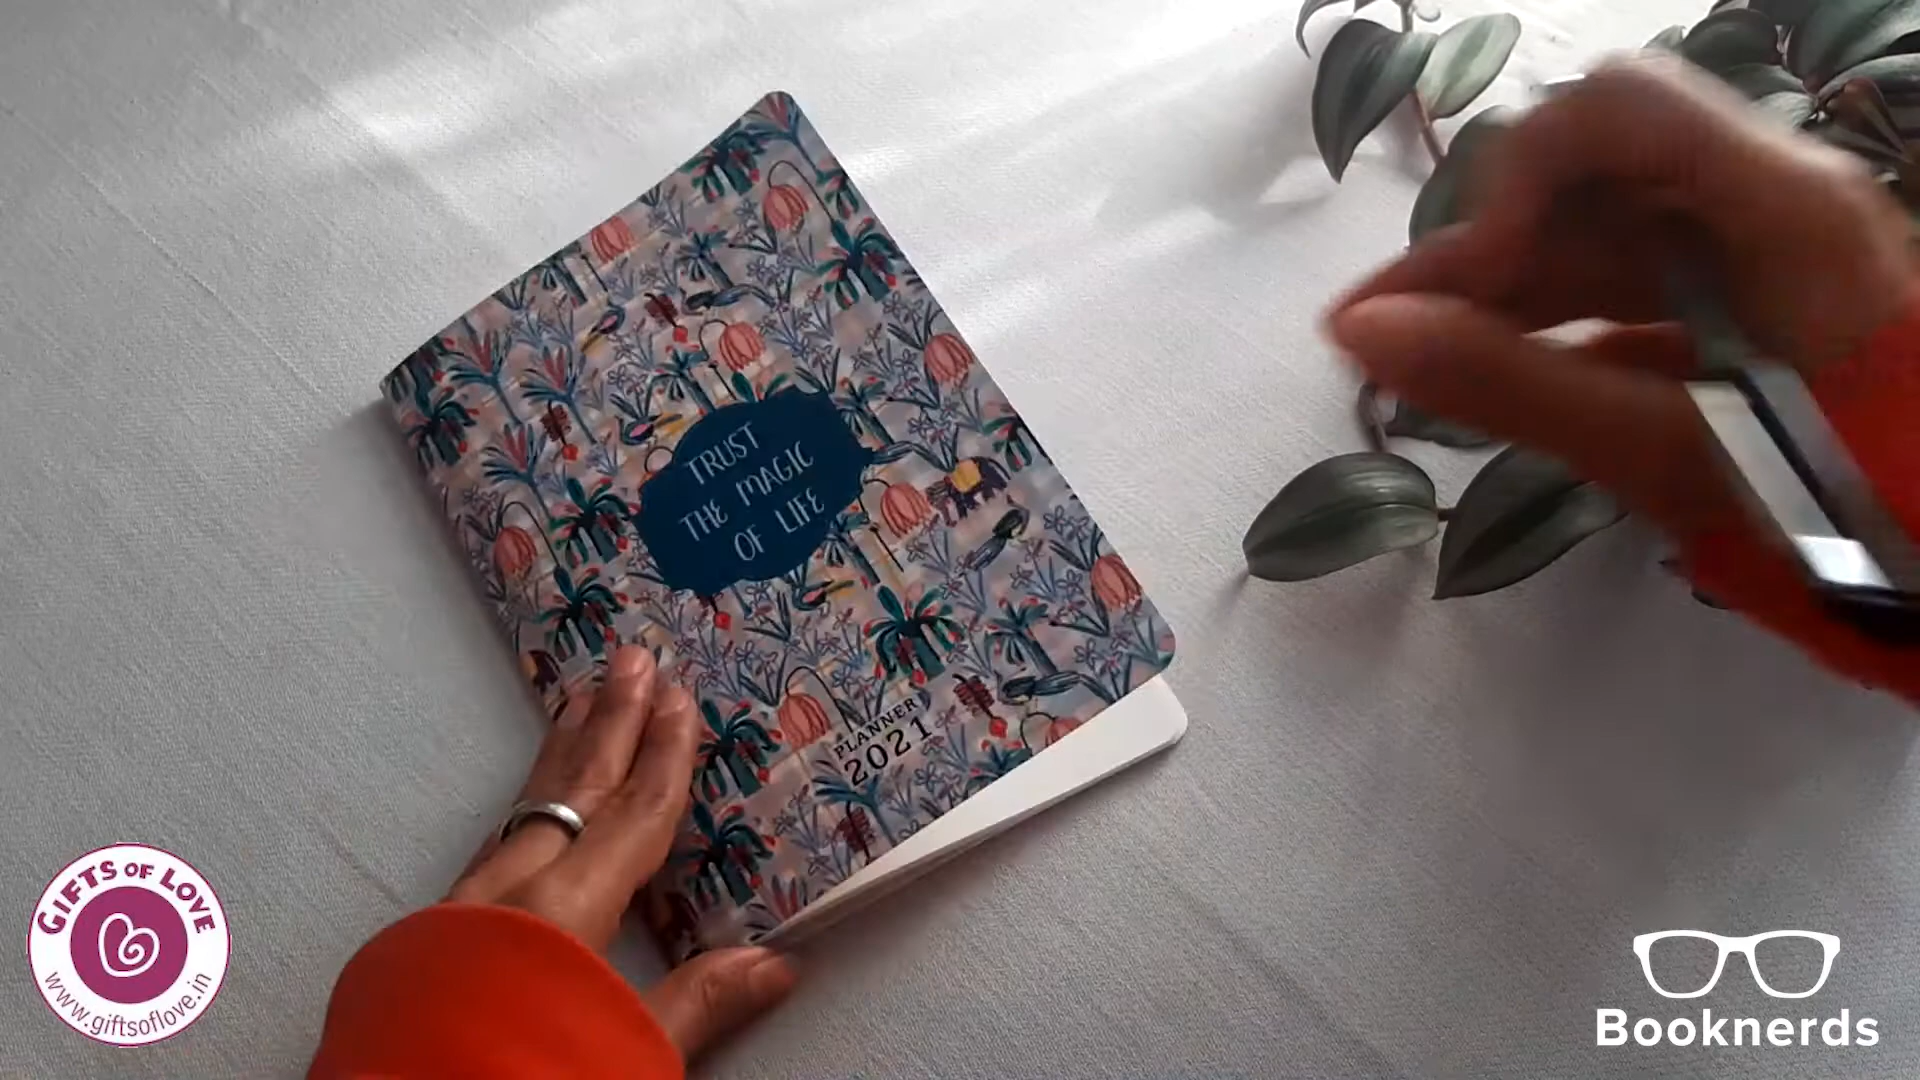 TRUST
THE MAGIC
OF LIFE
PLANNER
2021
GIFTS OF LOVE
www.giftsoflove.in
Booknerds